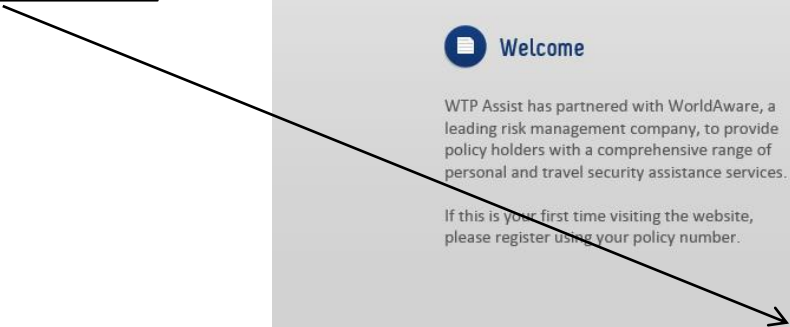 Welcome
WTP Assist has partnered with WorldAware, a
leading risk management company, to provide
policy holders with a comprehensive range of
personal and travel security assistance services.
If this is your first time visiting the website,
please register using your policy number.